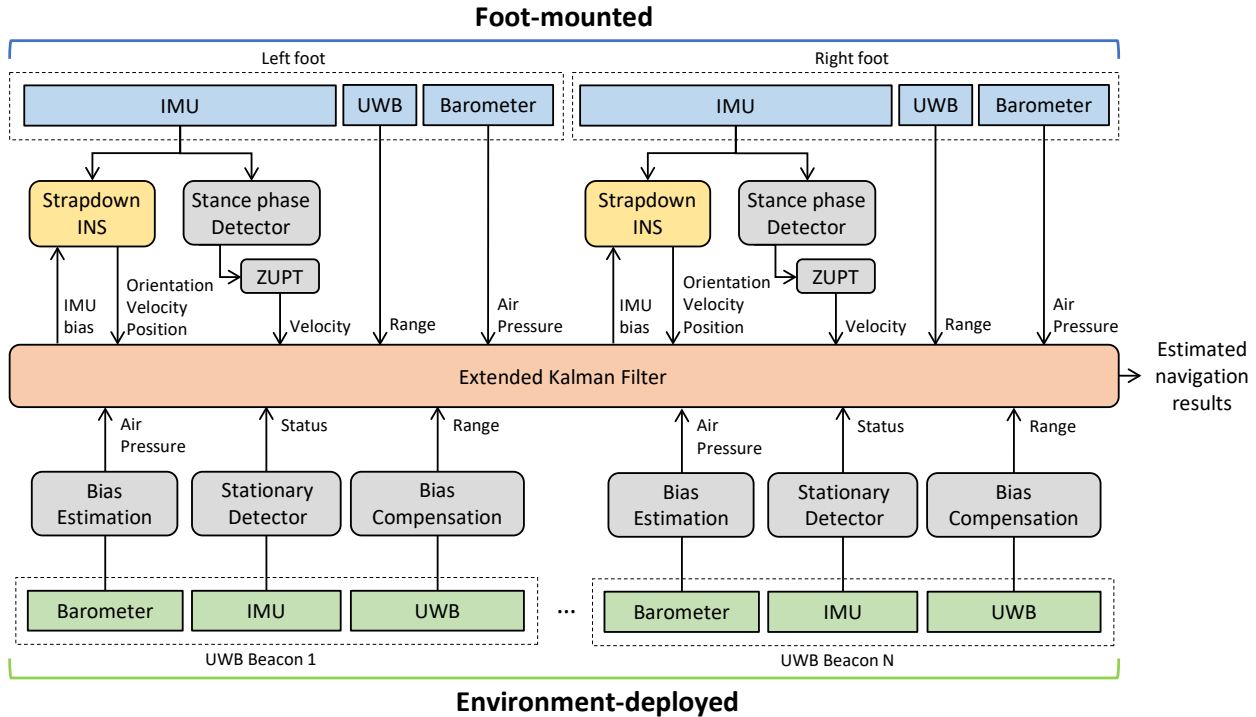 Foot-mounted
Left foot
Right foot
IMU
UWB
Barometer
IMU
UWB
Barometer
Strapdown
INS
Stance phase
Detector
Strapdown
INS
Stance phase
Detector
ZUPT
ZUPT
IMU
bias
Orientation
Velocity
Position
Velocity
Range
Air
Pressure
IMU
bias
Orientation
Velocity
Position
Velocity
Range
Air
Pressure
Extended Kalman Filter
Estimated
navigation
results
Air
Pressure
Status
Range
Air
Pressure
Status
Range
Bias
Estimation
Stationary
Detector
Bias
Compensation
Bias
Estimation
Stationary
Detector
Bias
Compensation
Barometer
IMU
UWB
...
Barometer
IMU
UWB
UWB Beacon 1
UWB Beacon N
Environment-deployed